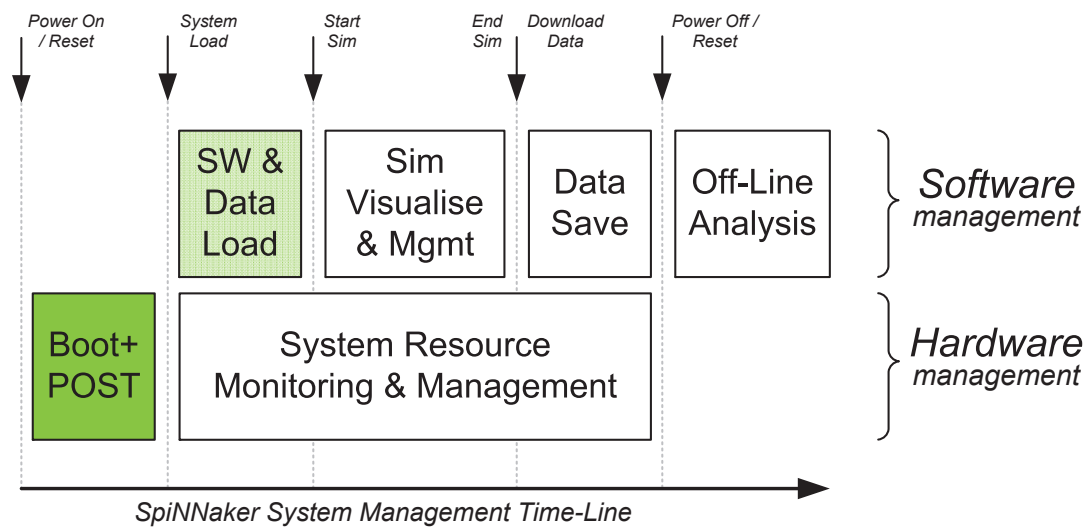 Power On
/ Reset
System
Load
Start
Sim
End
Sim
Download
Data
Power Off /
Reset
SW &
Data
Load
Sim
Visualise
& Mgmt
Data
Save
Off-Line
Analysis
Software
management
Boot+
POST
System Resource
Monitoring & Management
Hardware
management
SpiNNaker System Management Time-Line